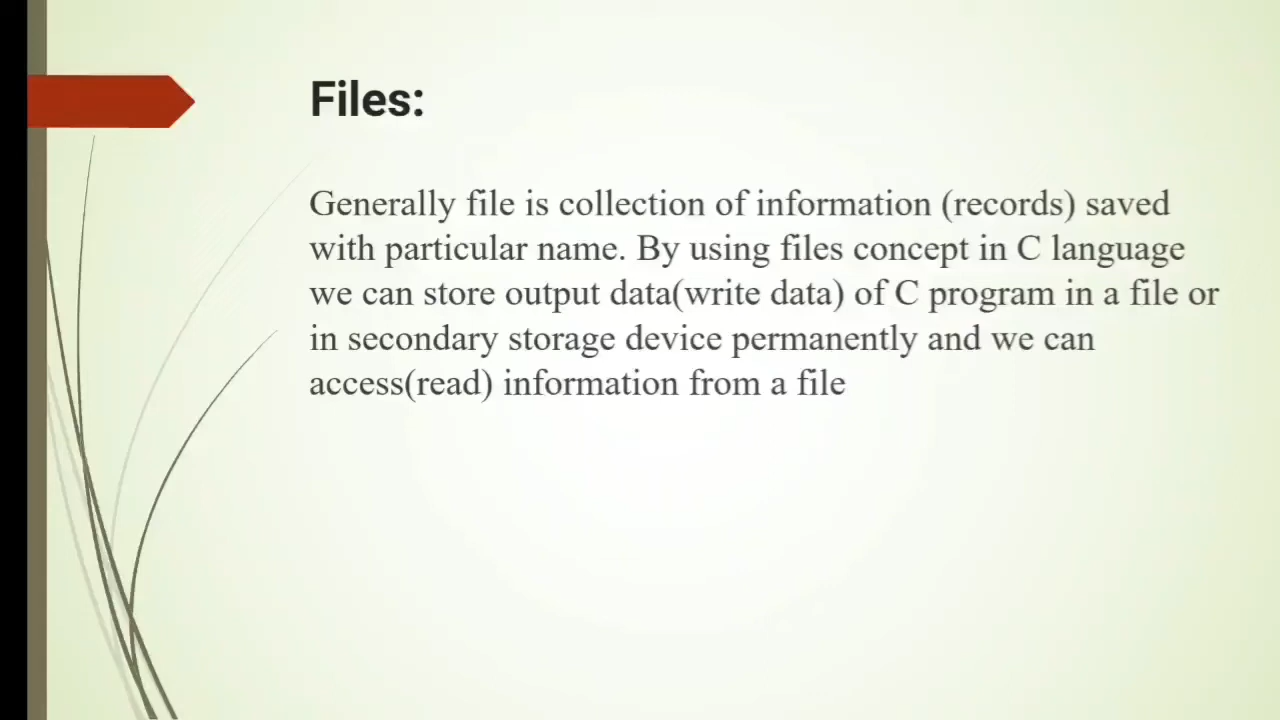 Files:
Generally file is collection of information (records) saved
with particular name. By using files concept in C language
we can store output data(write data) of C program in a file or
in secondary storage device permanently and we can
access(read) information from a file